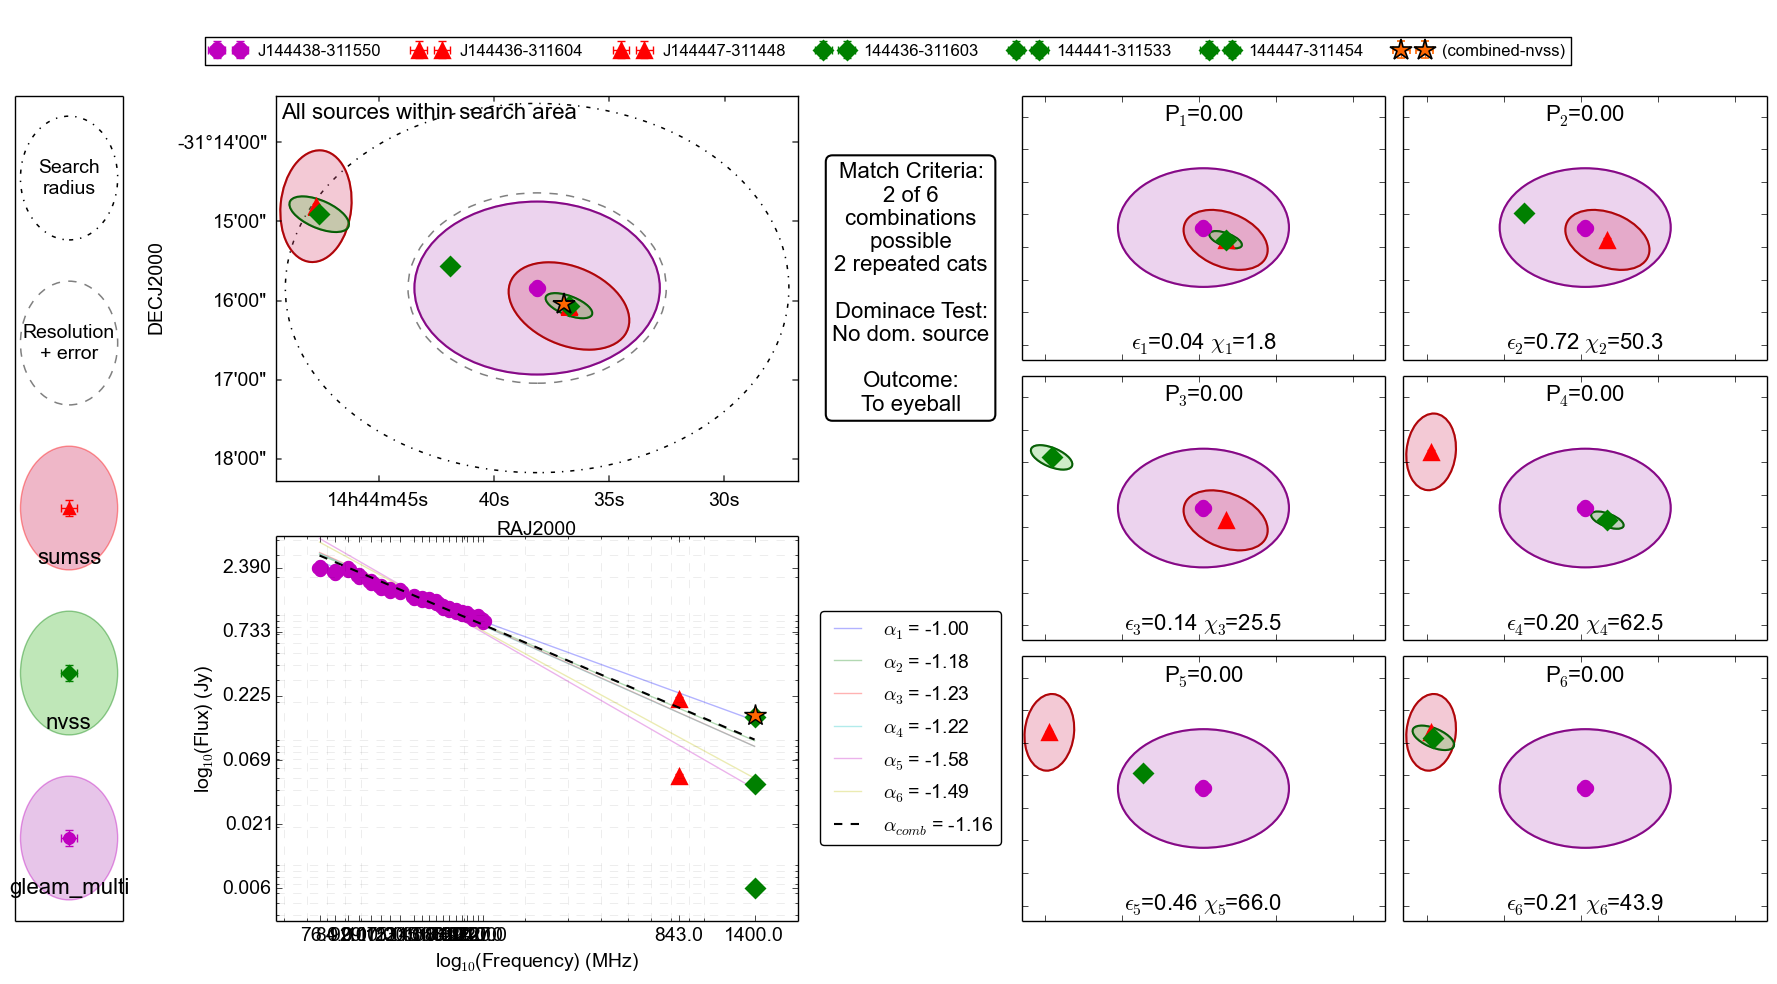 J144438-311550 J144436-311604 J144447-311448 144436-311603 144441-311533 144447-311454 (combined-nvss)
Search
radius
Resolution
+ error
sumss
nvss
gleam_multi
All sources within search area
-31°14'00"
15'00"
16'00"
17'00"
18'00"
DECJ2000
14h44m45s 40s 35s 30s
RAJ2000
Match Criteria:
2 of 6
combinations
possible
2 repeated cats
Dominace Test:
No dom. source
Outcome:
To eyeball
2.390
0.733
0.225
0.069
0.021
0.006
log10(Flux) (Jy)
843.0 1400.0
log10(Frequency) (MHz)
α1 = -1.00
α2 = -1.18
α3 = -1.23
α4 = -1.22
α5 = -1.58
α6 = -1.49
αcomb = -1.16
P1=0.00
ϵ1=0.04 χ1=1.8
P2=0.00
ϵ2=0.72 χ2=50.3
P3=0.00
ϵ3=0.14 χ3=25.5
P4=0.00
ϵ4=0.20 χ4=62.5
P5=0.00
ϵ5=0.46 χ5=66.0
P6=0.00
ϵ6=0.21 χ6=43.9